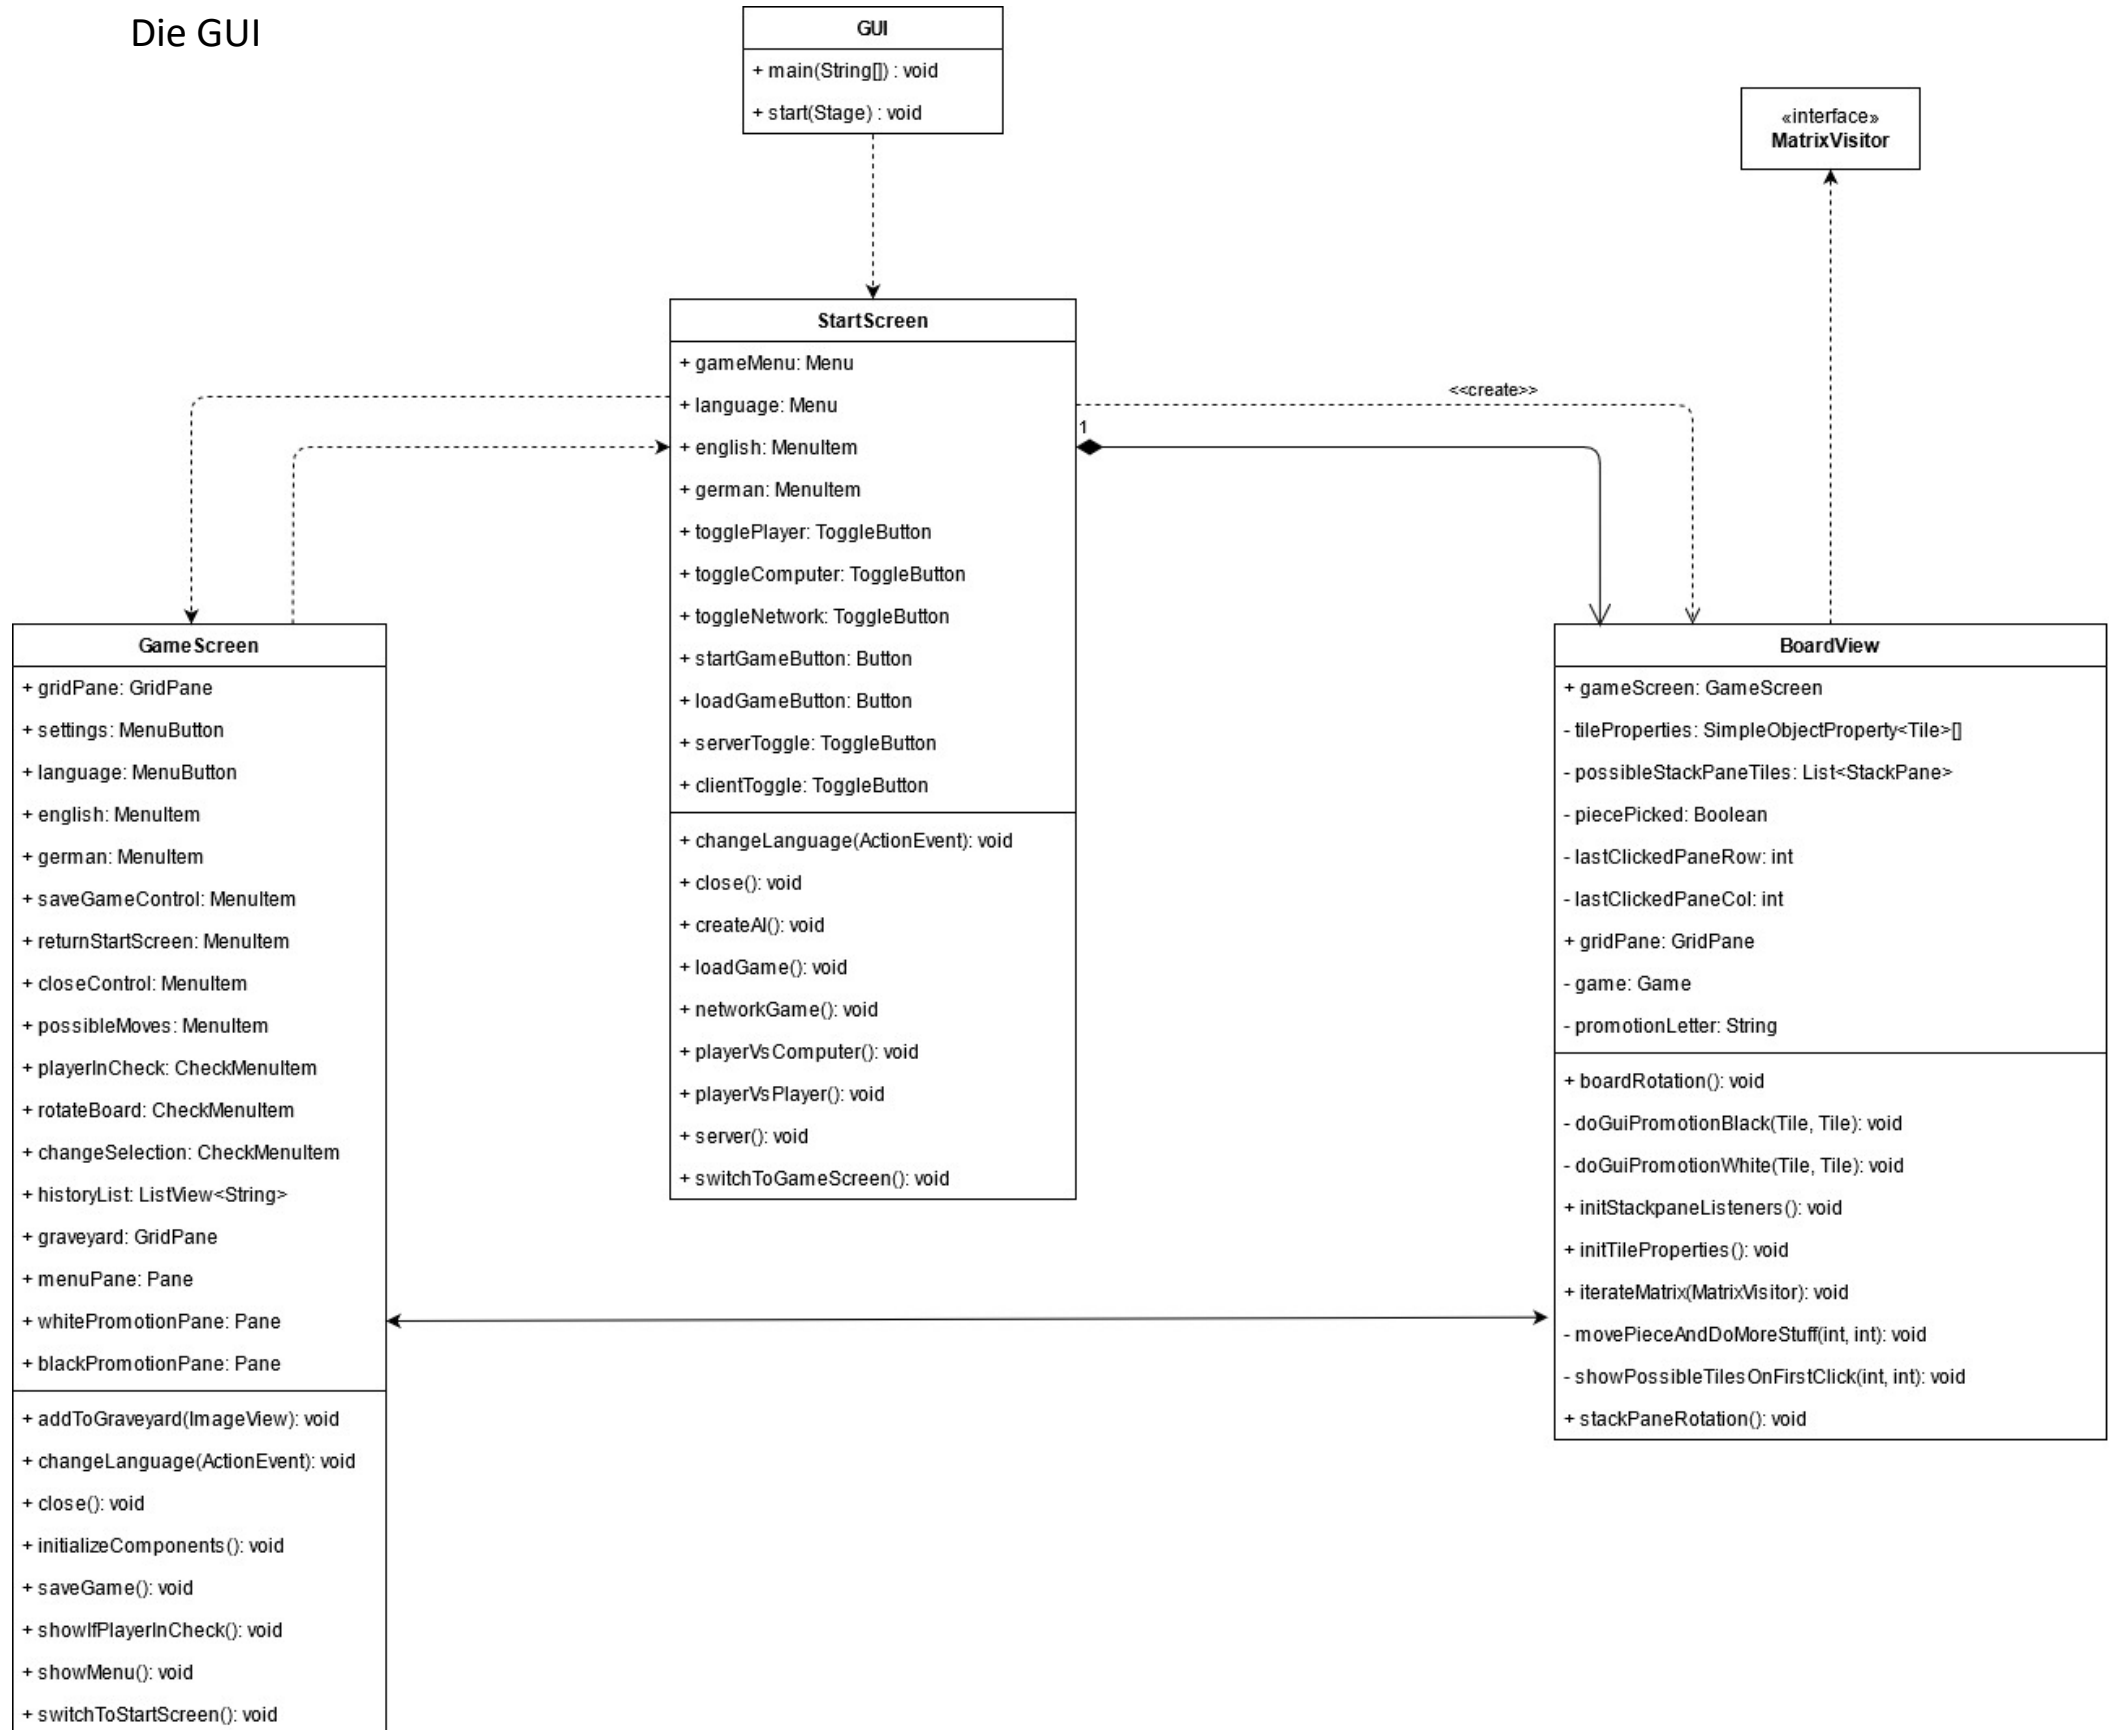 Die GUI
GUI
+ main(String[]) : void
+ start(Stage) : void
«interface»
MatrixVisitor
StartScreen
+ gameMenu: Menu
+ language: Menu
+ english: MenuItem
+ german: MenuItem
+ togglePlayer: ToggleButton
+ toggleComputer: ToggleButton
+ toggleNetwork: ToggleButton
+ startGameButton: Button
+ loadGameButton: Button
+ serverToggle: ToggleButton
+ clientToggle: ToggleButton
+ changeLanguage(ActionEvent): void
+ close(): void
+ createAI(): void
+ loadGame(): void
+ networkGame(): void
+ playerVsComputer(): void
+ playerVsPlayer(): void
+ server(): void
+ switchToGameScreen(): void
<<create>>
1
GameScreen
+ gridPane: GridPane
+ settings: MenuButton
+ language: MenuButton
+ english: MenuItem
+ german: MenuItem
+ saveGameControl: MenuItem
+ returnStartScreen: MenuItem
+ closeControl: MenuItem
+ possibleMoves: MenuItem
+ playerInCheck: CheckMenuItem
+ rotateBoard: CheckMenuItem
+ changeSelection: CheckMenuItem
+ historyList: ListView<String>
+ graveyard: GridPane
+ menuPane: Pane
+ whitePromotionPane: Pane
+ blackPromotionPane: Pane
+ addToGraveyard(ImageView): void
+ changeLanguage(ActionEvent): void
+ close(): void
+ initializeComponents(): void
+ saveGame(): void
+ showIfPlayerInCheck(): void
+ showMenu(): void
+ switchToStartScreen(): void
BoardView
+ gameScreen: GameScreen
- tileProperties: SimpleObjectProperty<Tile>[]
- possibleStackPaneTiles: List<StackPane>
- piecePicked: Boolean
- lastClickedPaneRow: int
- lastClickedPaneCol: int
+ gridPane: GridPane
- game: Game
- promotionLetter: String
+ boardRotation(): void
- doGuiPromotionBlack(Tile, Tile): void
- doGuiPromotionWhite(Tile, Tile): void
+ initStackpaneListeners(): void
+ initTileProperties(): void
+ iterateMatrix(MatrixVisitor): void
- movePieceAndDoMoreStuff(int, int): void
- showPossibleTilesOnFirstClick(int, int): void
+ stackPaneRotation(): void